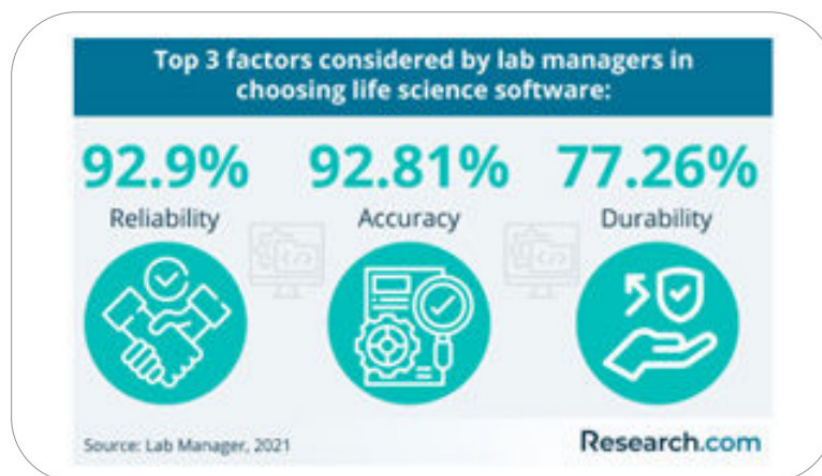 Top 3 factors considered by lab managers in
choosing life science software:
92.9% 92.81% 77.26%
Reliability Accuracy Durability
Source: Lab Manager, 2021
Research.com